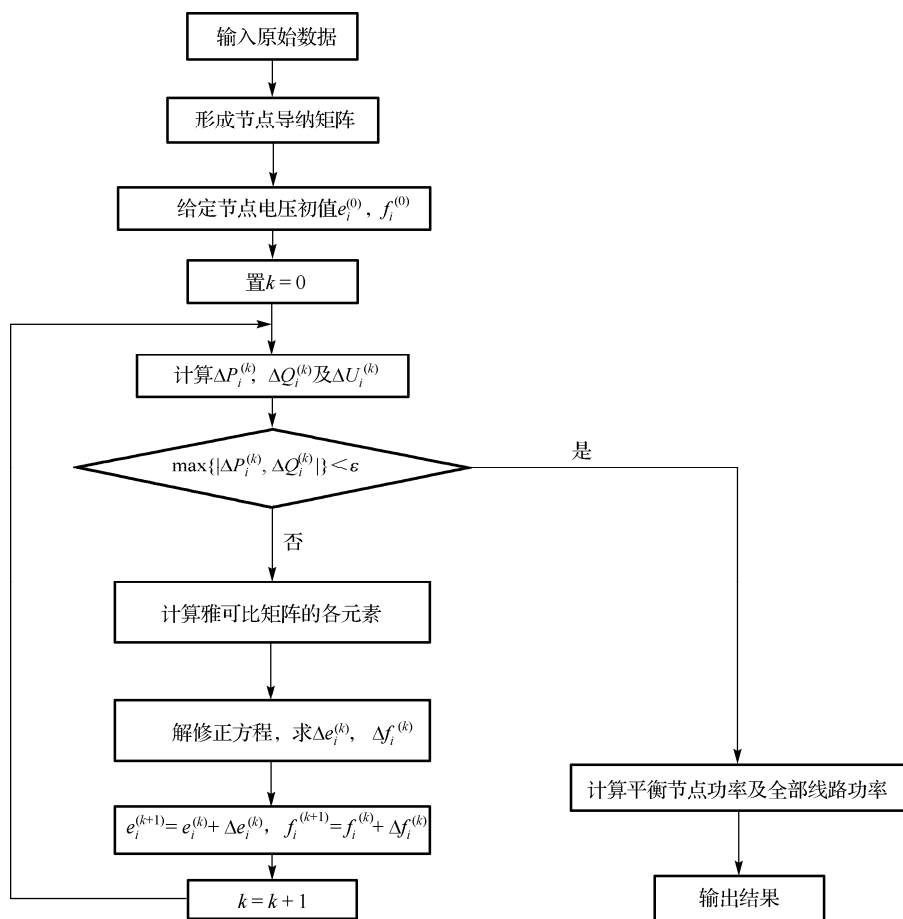 输入原始数据
形成节点导纳矩阵
给定节点电压初值e_i^{(0)}, f_i^{(0)}
置k = 0
计算ΔP_i^{(k)}, ΔQ_i^{(k)}及ΔU_i^{(k)}
max{|ΔP_i^{(k)}, ΔQ_i^{(k)}|}＜ε
是
否
计算雅可比矩阵的各元素
解修正方程，求Δe_i^{(k)}, Δf_i^{(k)}
e_i^{(k+1)}= e_i^{(k)}+ Δe_i^{(k)}, f_i^{(k+1)}= f_i^{(k)}+ Δf_i^{(k)}
k = k + 1
计算平衡节点功率及全部线路功率
输出结果